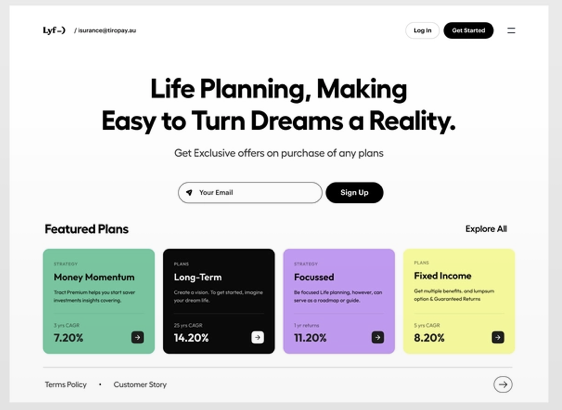 Lyf-) / isurance@tiropay.au Log in Get Started
Life Planning, Making
Easy to Turn Dreams a Reality.
Get Exclusive offers on purchase of any plans
Your Email Sign Up
Featured Plans Explore All
STRATEGY
Money Momentum
Tract Premium helps you start saver
investments insights covering.
3 yrs CAGR
7.20%
PLANS
Long-Term
Create a vision. To get started, imagine
your dream life.
25 yrs CAGR
14.20%
STRATEGY
Focussed
Be focused Life planning, however, can
serve as a roadmap or guide.
1 yr returns
11.20%
PLANS
Fixed Income
Get multiple benefits, and lumpsum
option & Guaranteed Returns
5 yrs CAGR
8.20%
Terms Policy • Customer Story